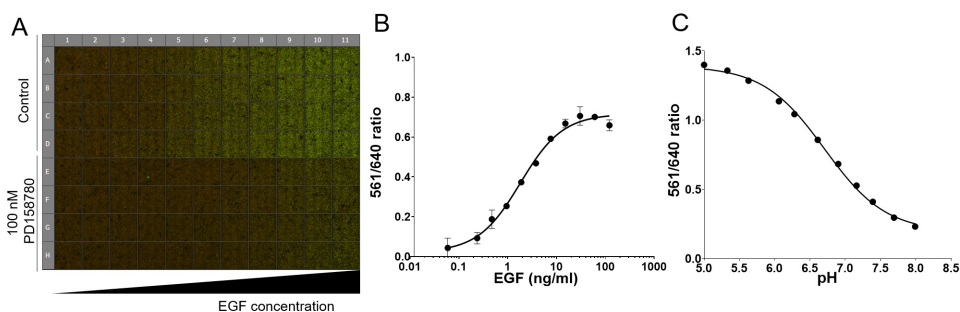 A
1 2 3 4 5 6 7 8 9 10 11
A
B
C
D
E
F
G
H
Control
100 nM
PD158780
EGF concentration
B
561/640 ratio
1.0
0.8
0.6
0.4
0.2
0.0
0.01 0.1 1 10 100 1000
EGF (ng/ml)
C
561/640 ratio
1.5
1.0
0.5
0.0
5.0 5.5 6.0 6.5 7.0 7.5 8.0 8.5
pH